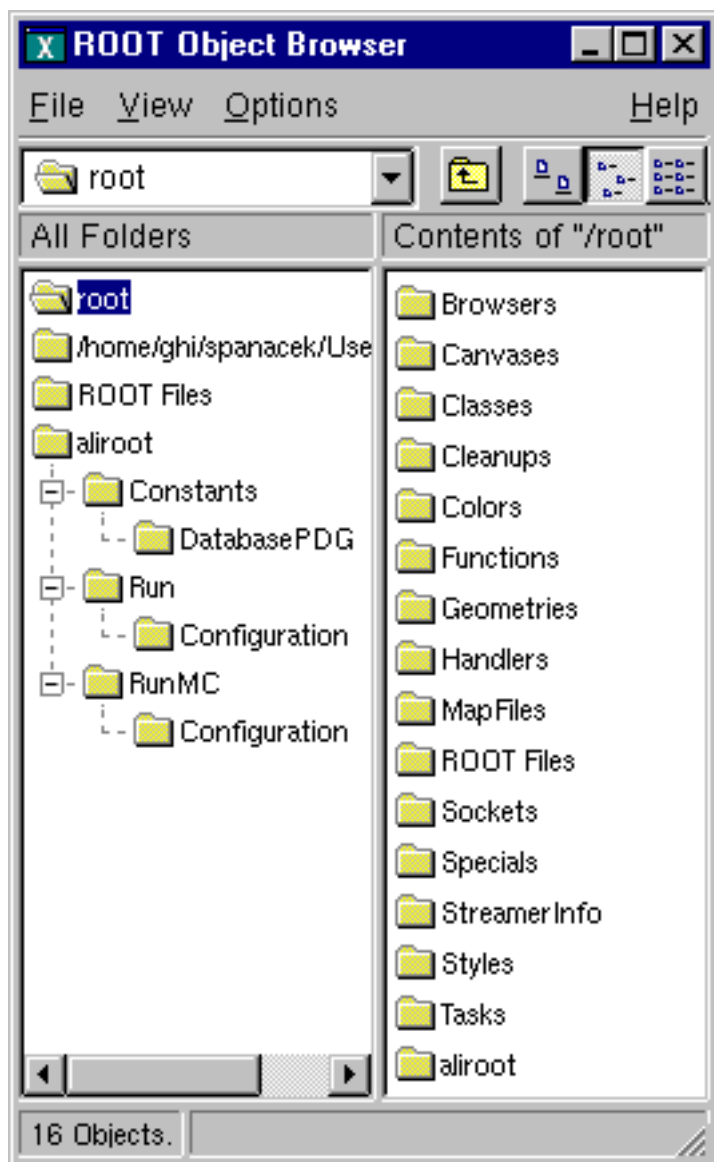 ROOT Object Browser
File View Options Help
root
All Folders
Contents of "/root"
root
/home/ghi/spanacek/Use
ROOT Files
aliroot
Constants
DatabasePDG
Run
Configuration
RunMC
Configuration
Browsers
Canvases
Classes
Cleanups
Colors
Functions
Geometries
Handlers
MapFiles
ROOT Files
Sockets
Specials
StreamerInfo
Styles
Tasks
aliroot
16 Objects.